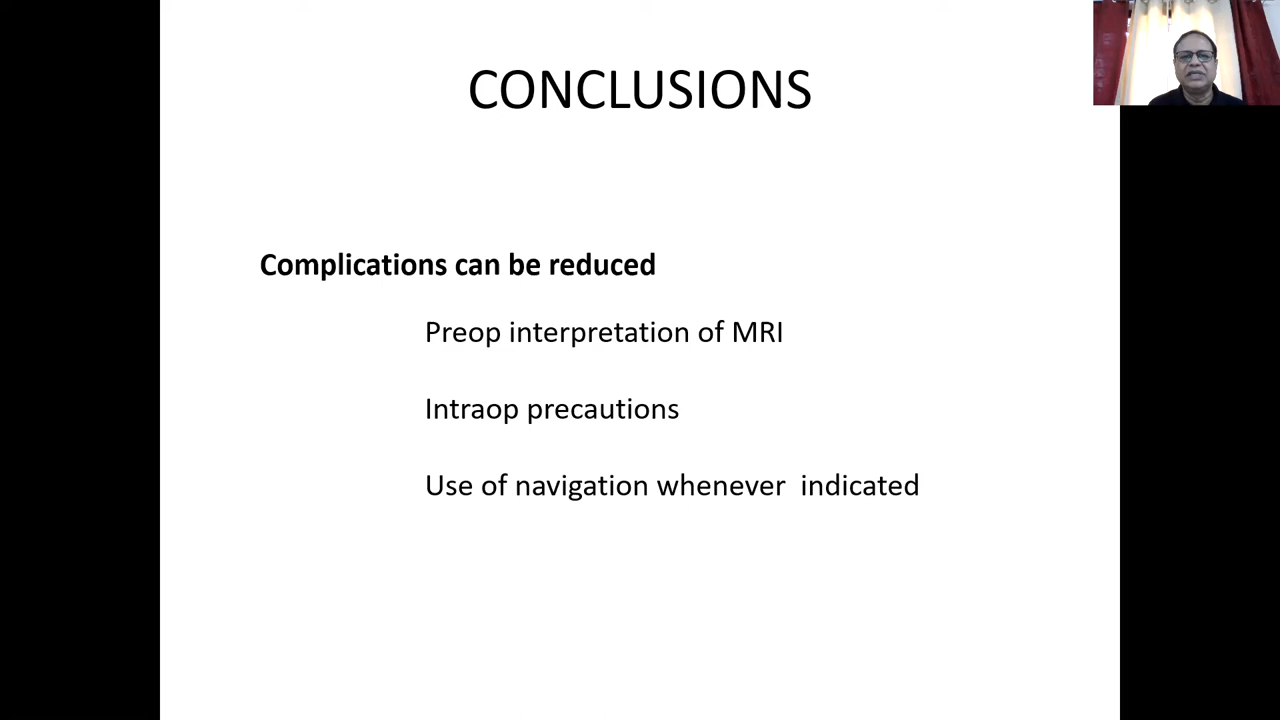 CONCLUSIONS
Complications can be reduced
Preop interpretation of MRI
Intraop precautions
Use of navigation whenever  indicated